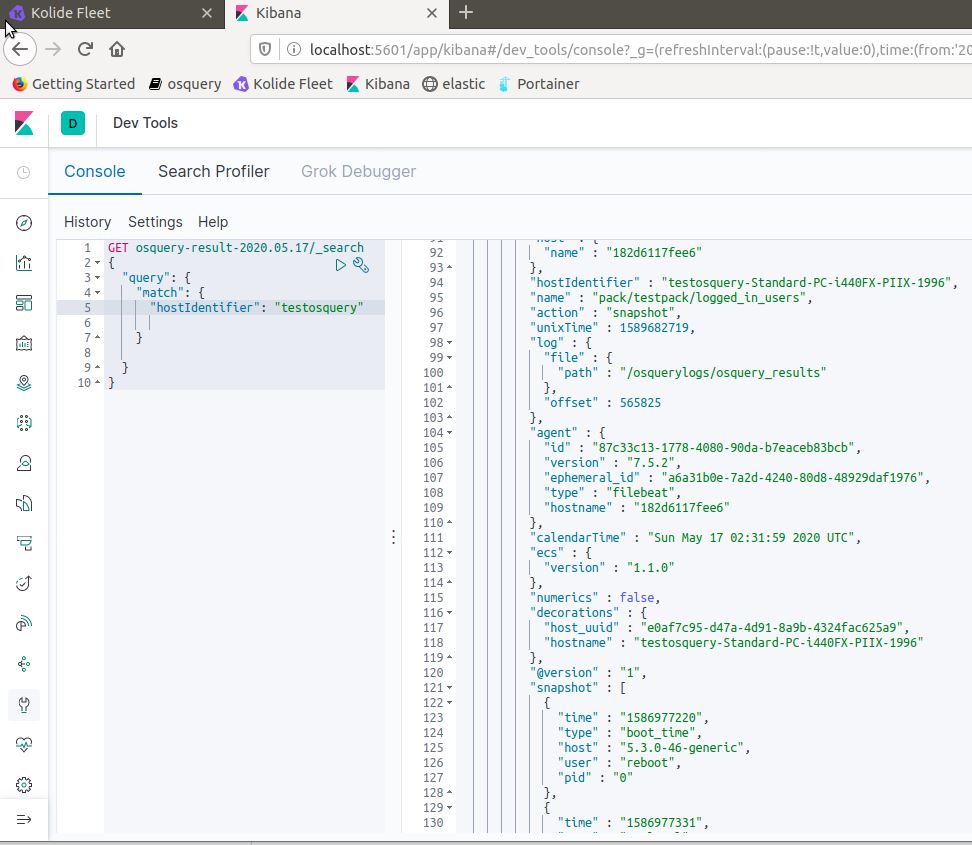 Kolide Fleet
Kibana
localhost:5601/app/kibana#/dev_tools/console?_g=(refreshInterval:(pause:!t,value:0),time:(from:'20
Getting Started osquery Kolide Fleet Kibana elastic Portainer
D Dev Tools
Console Search Profiler Grok Debugger
History Settings Help
1 GET osquery-result-2020.05.17/_search
2 {
3 "query": {
4 "match": {
5 "hostIdentifier": "testosquery"
6
7 }
8
9 }
10 }
91 "host" : {
92 "name" : "182d6117fee6"
93 },
94 "hostIdentifier" : "testosquery-Standard-PC-i440FX-PIIX-1996",
95 "name" : "pack/testpack/logged_in_users",
96 "action" : "snapshot",
97 "unixTime" : 1589682719,
98 "log" : {
99 "file" : {
100 "path" : "/osquerylogs/osquery_results"
101 },
102 "offset" : 565825
103 },
104 "agent" : {
105 "id" : "87c33c13-1778-4080-90da-b7eaceb83bcb",
106 "version" : "7.5.2",
107 "ephemeral_id" : "a6a31b0e-7a2d-4240-80d8-48929daf1976",
108 "type" : "filebeat",
109 "hostname" : "182d6117fee6"
110 },
111 "calendarTime" : "Sun May 17 02:31:59 2020 UTC",
112 "ecs" : {
113 "version" : "1.1.0"
114 },
115 "numerics" : false,
116 "decorations" : {
117 "host_uuid" : "e0af7c95-d47a-4d91-8a9b-4324fac625a9",
118 "hostname" : "testosquery-Standard-PC-i440FX-PIIX-1996"
119 },
120 "@version" : "1",
121 "snapshot" : [
122 {
123 "time" : "1586977220",
124 "type" : "boot_time",
125 "host" : "5.3.0-46-generic",
126 "user" : "reboot",
127 "pid" : "0"
128 },
129 {
130 "time" : "1586977331",